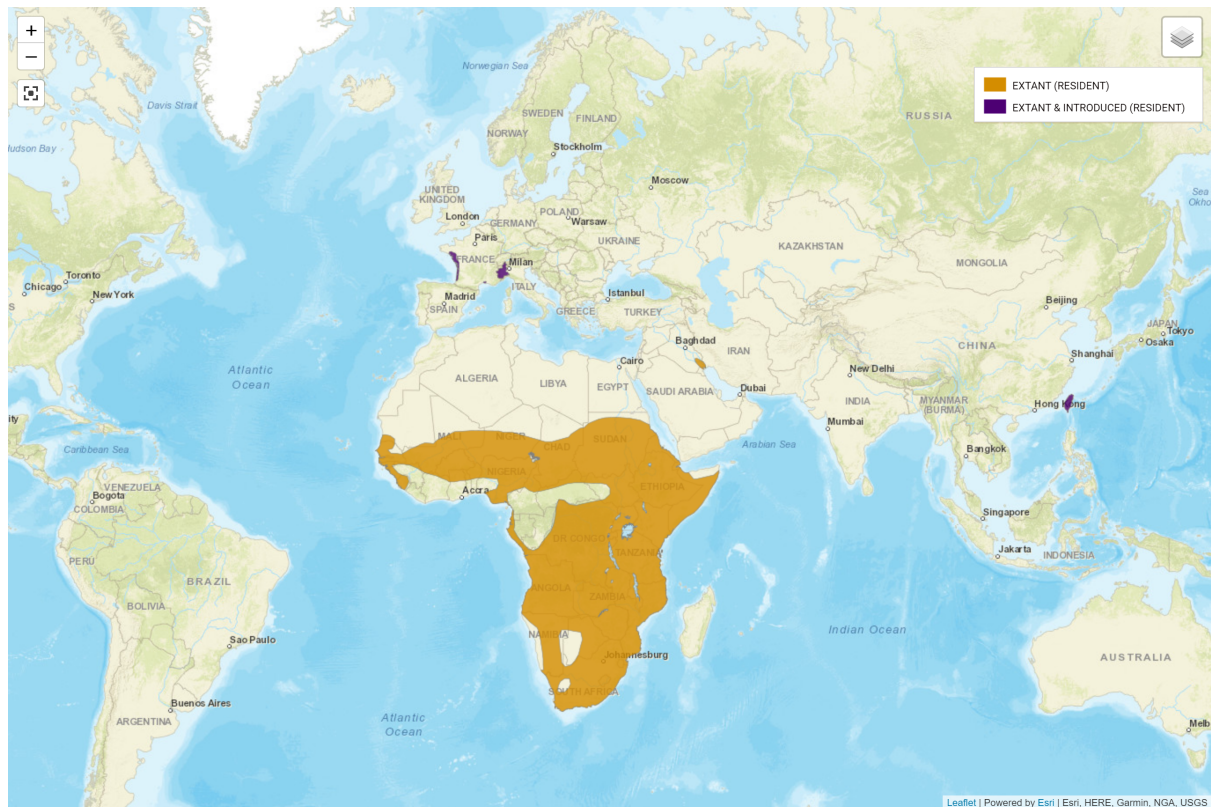 +
−
EXTANT (RESIDENT)
EXTANT & INTRODUCED (RESIDENT)
Norwegian Sea
Davis Strait
Hudson Bay
SWEDEN
FINLAND
NORWAY
RUSSIA
Stockholm
Moscow
Sea
Okho
UNITED
KINGDOM
London
POLAND
Warsaw
GERMANY
Paris
UKRAINE
KAZAKHSTAN
FRANCE
Milan
MONGOLIA
Toronto
Chicago
New York
S
ITALY
Madrid
SPAIN
Istanbul
GREECE
TURKEY
Beijing
JAPAN
Tokyo
Osaka
Baghdad
IRAN
CHINA
Shanghai
Cairo
Atlantic
Ocean
ALGERIA
LIBYA
EGYPT
SAUDI ARABIA
Dubai
New Delhi
INDIA
MYANMAR
(BURMA)
Hong Kong
ity
Mumbai
MALI
NIGER
CHAD
SUDAN
Arabian Sea
Caribbean Sea
Bangkok
NIGERIA
ETHIOPIA
VENEZUELA
Bogota
COLOMBIA
Accra
Singapore
DR CONGO
TANZANIA
Jakarta
INDONESIA
PERU
BRAZIL
ANGOLA
ZAMBIA
BOLIVIA
Indian Ocean
NAMIBIA
Sao Paulo
Johannesburg
AUSTRALIA
SOUTH AFRICA
Buenos Aires
Atlantic
Ocean
ARGENTINA
Melb
Leaflet | Powered by Esri | Esri, HERE, Garmin, NGA, USGS